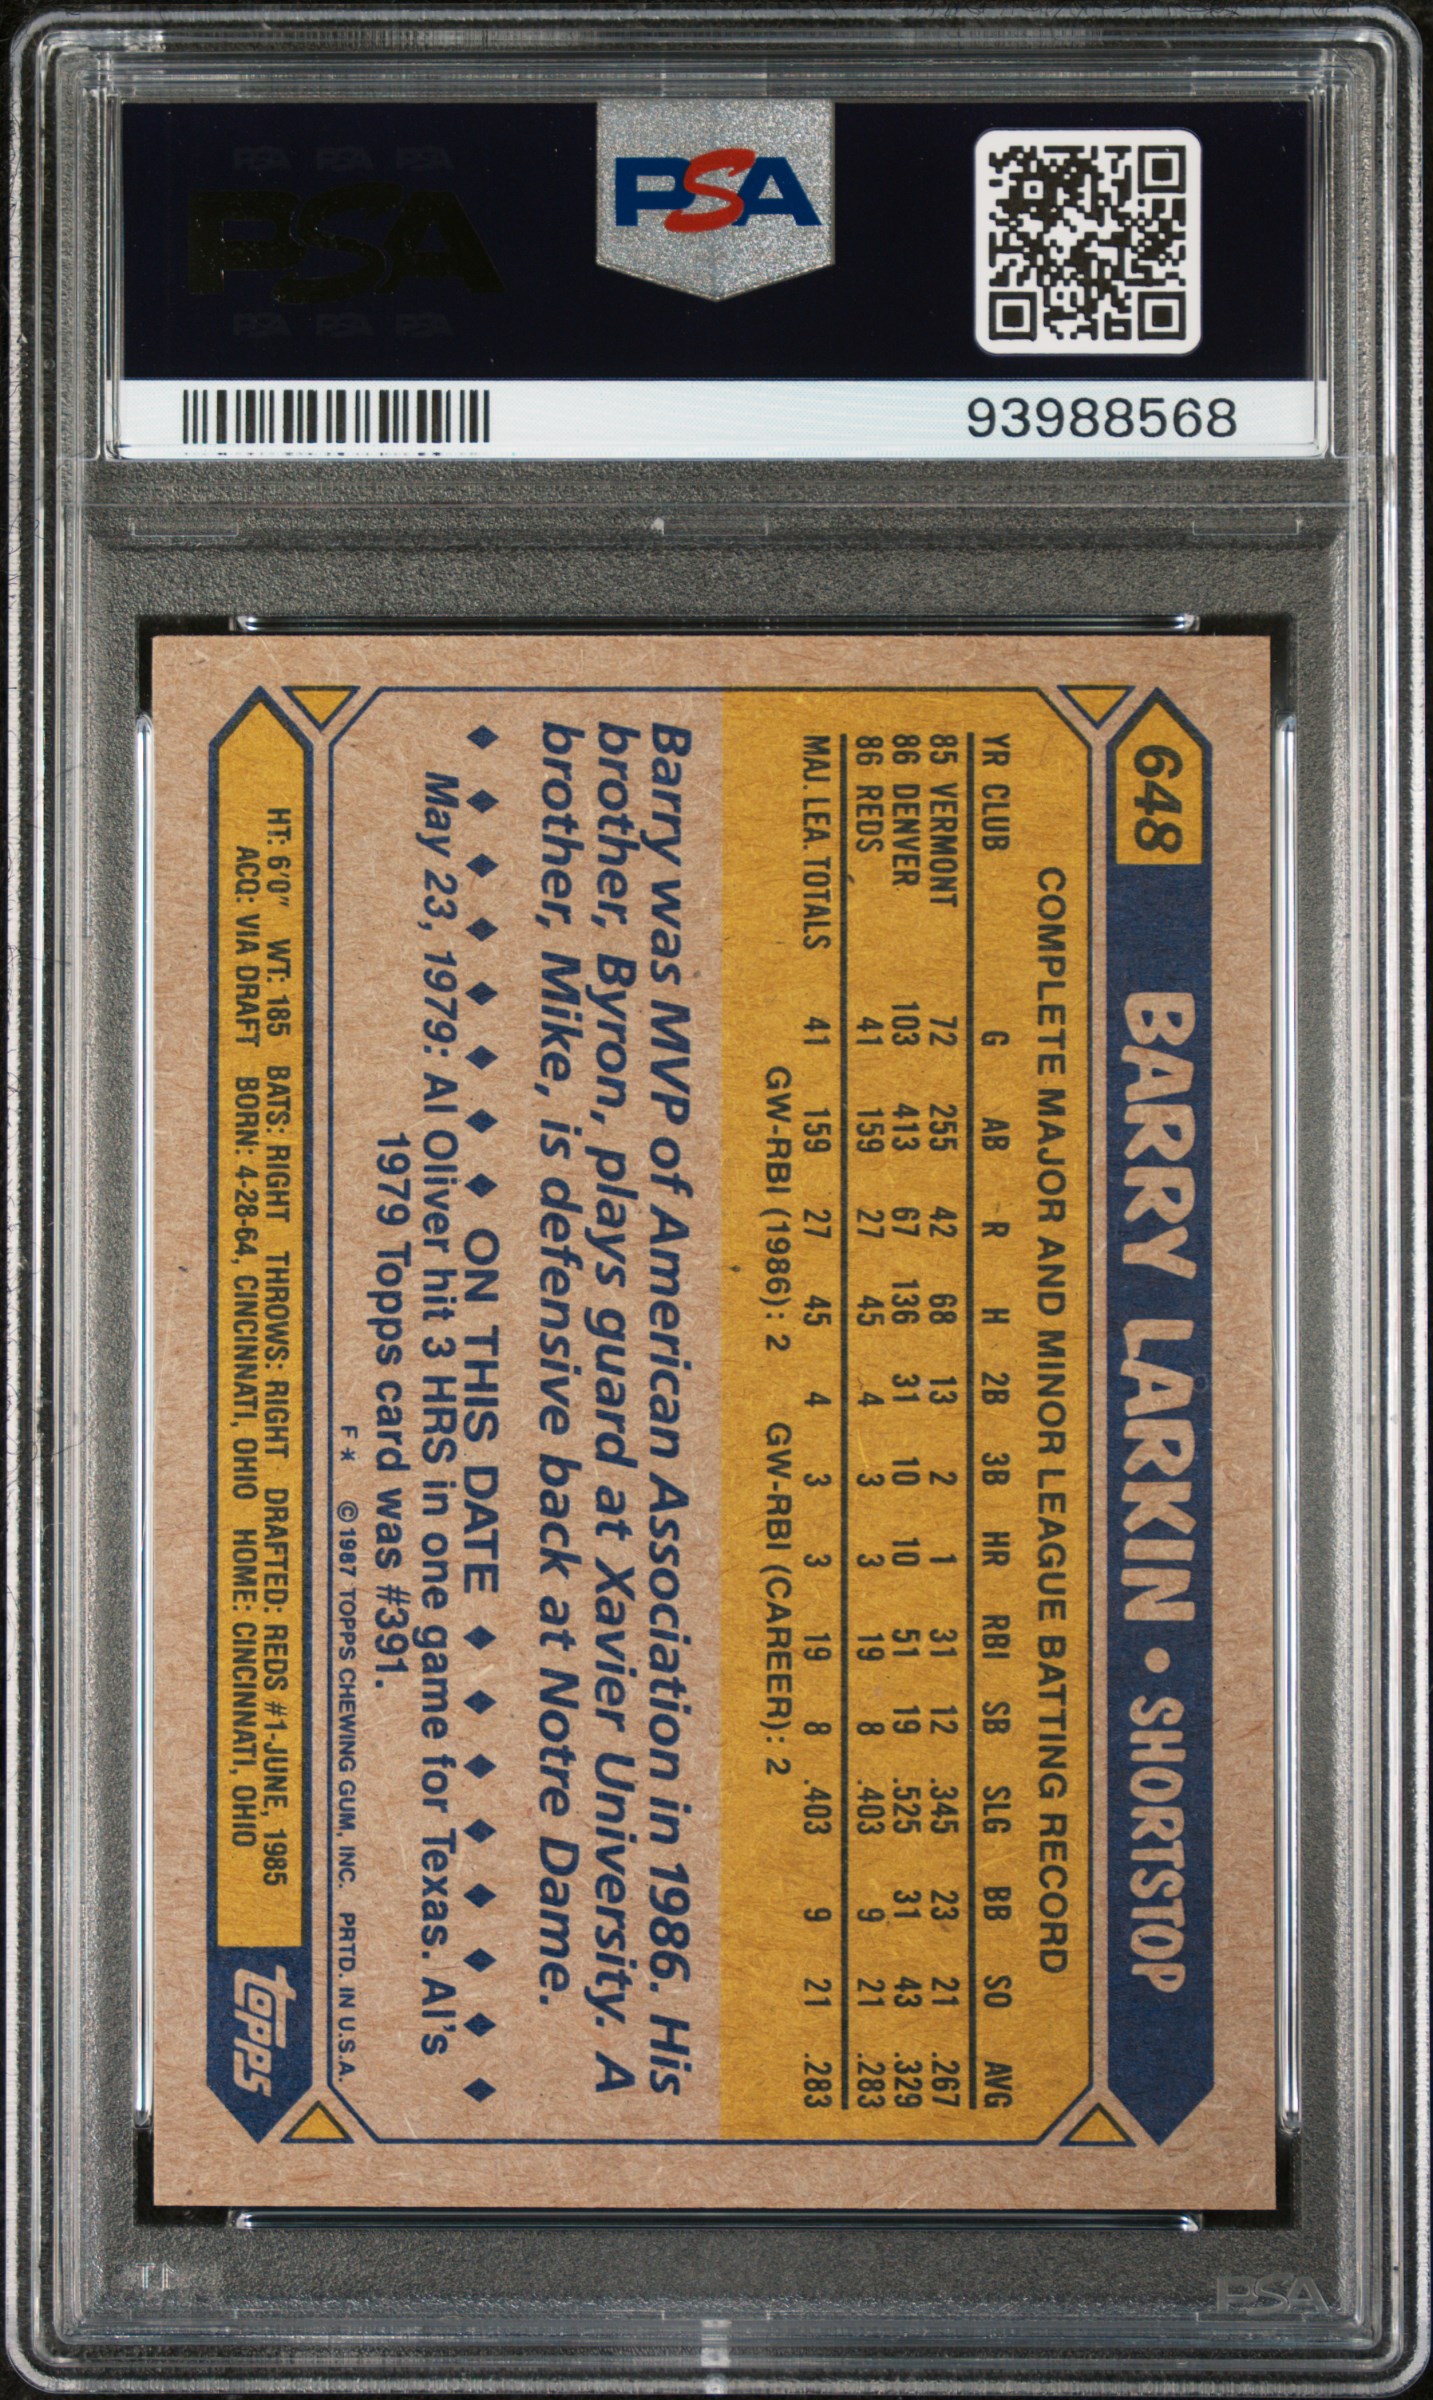 PSA PSA PSA
PSA
PSA PSA PSA
PSA
93988568
648 BARRY LARKIN • SHORTSTOP
COMPLETE MAJOR AND MINOR LEAGUE BATTING RECORD
YR CLUB G AB R H 2B 3B HR RBI SB SLG BB SO AVG
85 VERMONT 72 255 42 68 13 2 1 31 12 .345 23 21 .267
86 DENVER 103 413 67 136 31 10 10 51 19 .525 31 43 .329
86 REDS 41 159 27 45 4 3 3 19 8 .403 9 21 .283
MAJ. LEA. TOTALS 41 159 27 45 4 3 3 19 8 .403 9 21 .283
GW-RBI (1986): 2 GW-RBI (CAREER): 2
Barry was MVP of American Association in 1986. His
brother, Byron, plays guard at Xavier University. A
brother, Mike, is defensive back at Notre Dame.
◆ ◆ ◆ ◆ ◆ ◆ ◆ ◆ ON THIS DATE ◆ ◆ ◆ ◆ ◆ ◆ ◆ ◆
May 23, 1979: Al Oliver hit 3 HRS in one game for Texas. Al's
1979 Topps card was #391.
F* © 1987 TOPPS CHEWING GUM, INC. PRTD. IN U.S.A.
HT: 6'0" WT: 185 BATS: RIGHT THROWS: RIGHT DRAFTED: REDS #1-JUNE, 1985
ACQ: VIA DRAFT BORN: 4-28-64, CINCINNATI, OHIO HOME: CINCINNATI, OHIO
topps
PSA